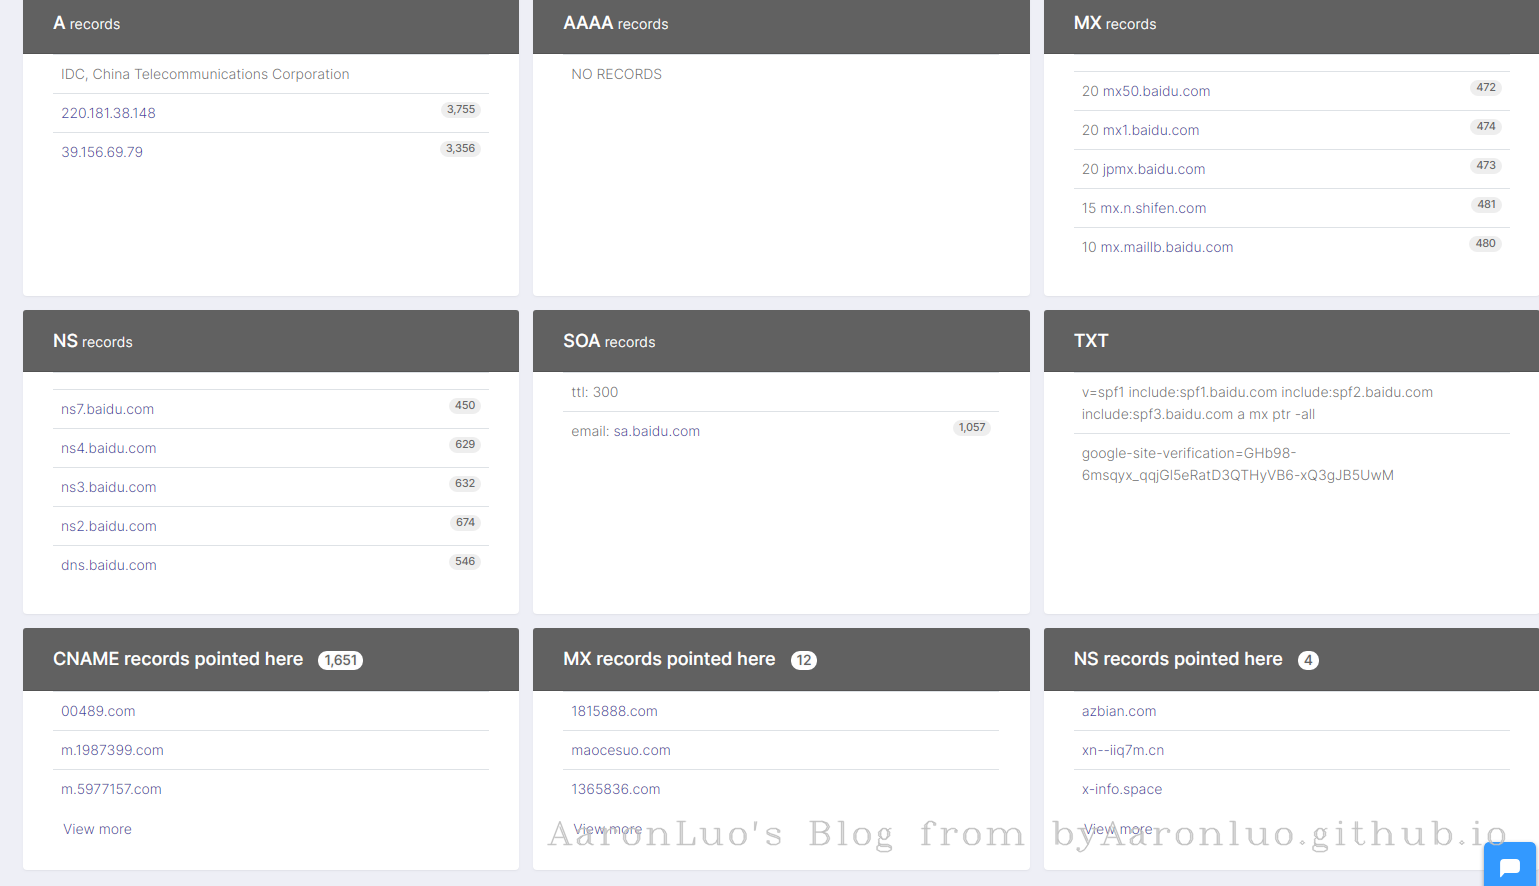 A records
IDC, China Telecommunications Corporation
220.181.38.148 3,755
39.156.69.79 3,356
AAAA records
NO RECORDS
MX records
20 mx50.baidu.com 472
20 mx1.baidu.com 474
20 jpmx.baidu.com 473
15 mx.n.shifen.com 481
10 mx.maillb.baidu.com 480
NS records
ns7.baidu.com 450
ns4.baidu.com 629
ns3.baidu.com 632
ns2.baidu.com 674
dns.baidu.com 546
SOA records
ttl: 300
email: sa.baidu.com 1,057
TXT
v=spf1 include:spf1.baidu.com include:spf2.baidu.com
include:spf3.baidu.com a mx ptr -all
google-site-verification=GHb98-
6msqyx_qqjGl5eRatD3QTHyVB6-xQ3gJB5UwM
CNAME records pointed here 1,651
00489.com
m.1987399.com
m.5977157.com
View more
MX records pointed here 12
1815888.com
maocesuo.com
1365836.com
View more
NS records pointed here 4
azbian.com
xn--iiq7m.cn
x-info.space
View more
AaronLuo's Blog from byAaronluo.github.io